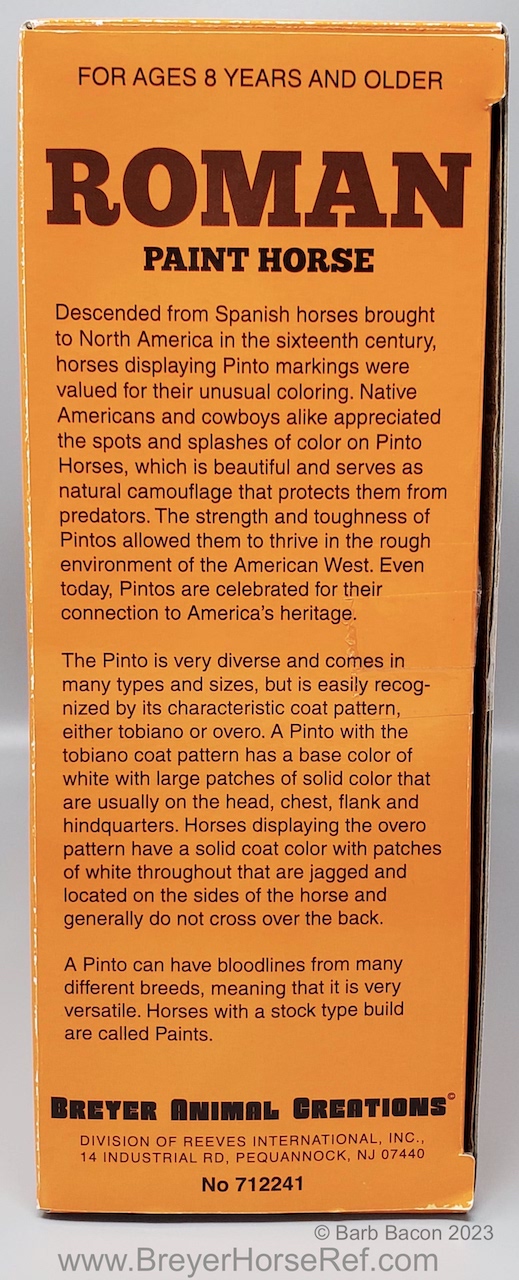 FOR AGES 8 YEARS AND OLDER
ROMAN
PAINT HORSE
Descended from Spanish horses brought
to North America in the sixteenth century,
horses displaying Pinto markings were
valued for their unusual coloring. Native
Americans and cowboys alike appreciated
the spots and splashes of color on Pinto
Horses, which is beautiful and serves as
natural camouflage that protects them from
predators. The strength and toughness of
Pintos allowed them to thrive in the rough
environment of the American West. Even
today, Pintos are celebrated for their
connection to America's heritage.
The Pinto is very diverse and comes in
many types and sizes, but is easily recog-
nized by its characteristic coat pattern,
either tobiano or overo. A Pinto with the
tobiano coat pattern has a base color of
white with large patches of solid color that
are usually on the head, chest, flank and
hindquarters. Horses displaying the overo
pattern have a solid coat color with patches
of white throughout that are jagged and
located on the sides of the horse and
generally do not cross over the back.
A Pinto can have bloodlines from many
different breeds, meaning that it is very
versatile. Horses with a stock type build
are called Paints.
BREYER ANIMAL CREATIONS©
DIVISION OF REEVES INTERNATIONAL, INC.,
14 INDUSTRIAL RD, PEQUANNOCK, NJ 07440
No 712241
© Barb Bacon 2023
www.BreyerHorseRef.com